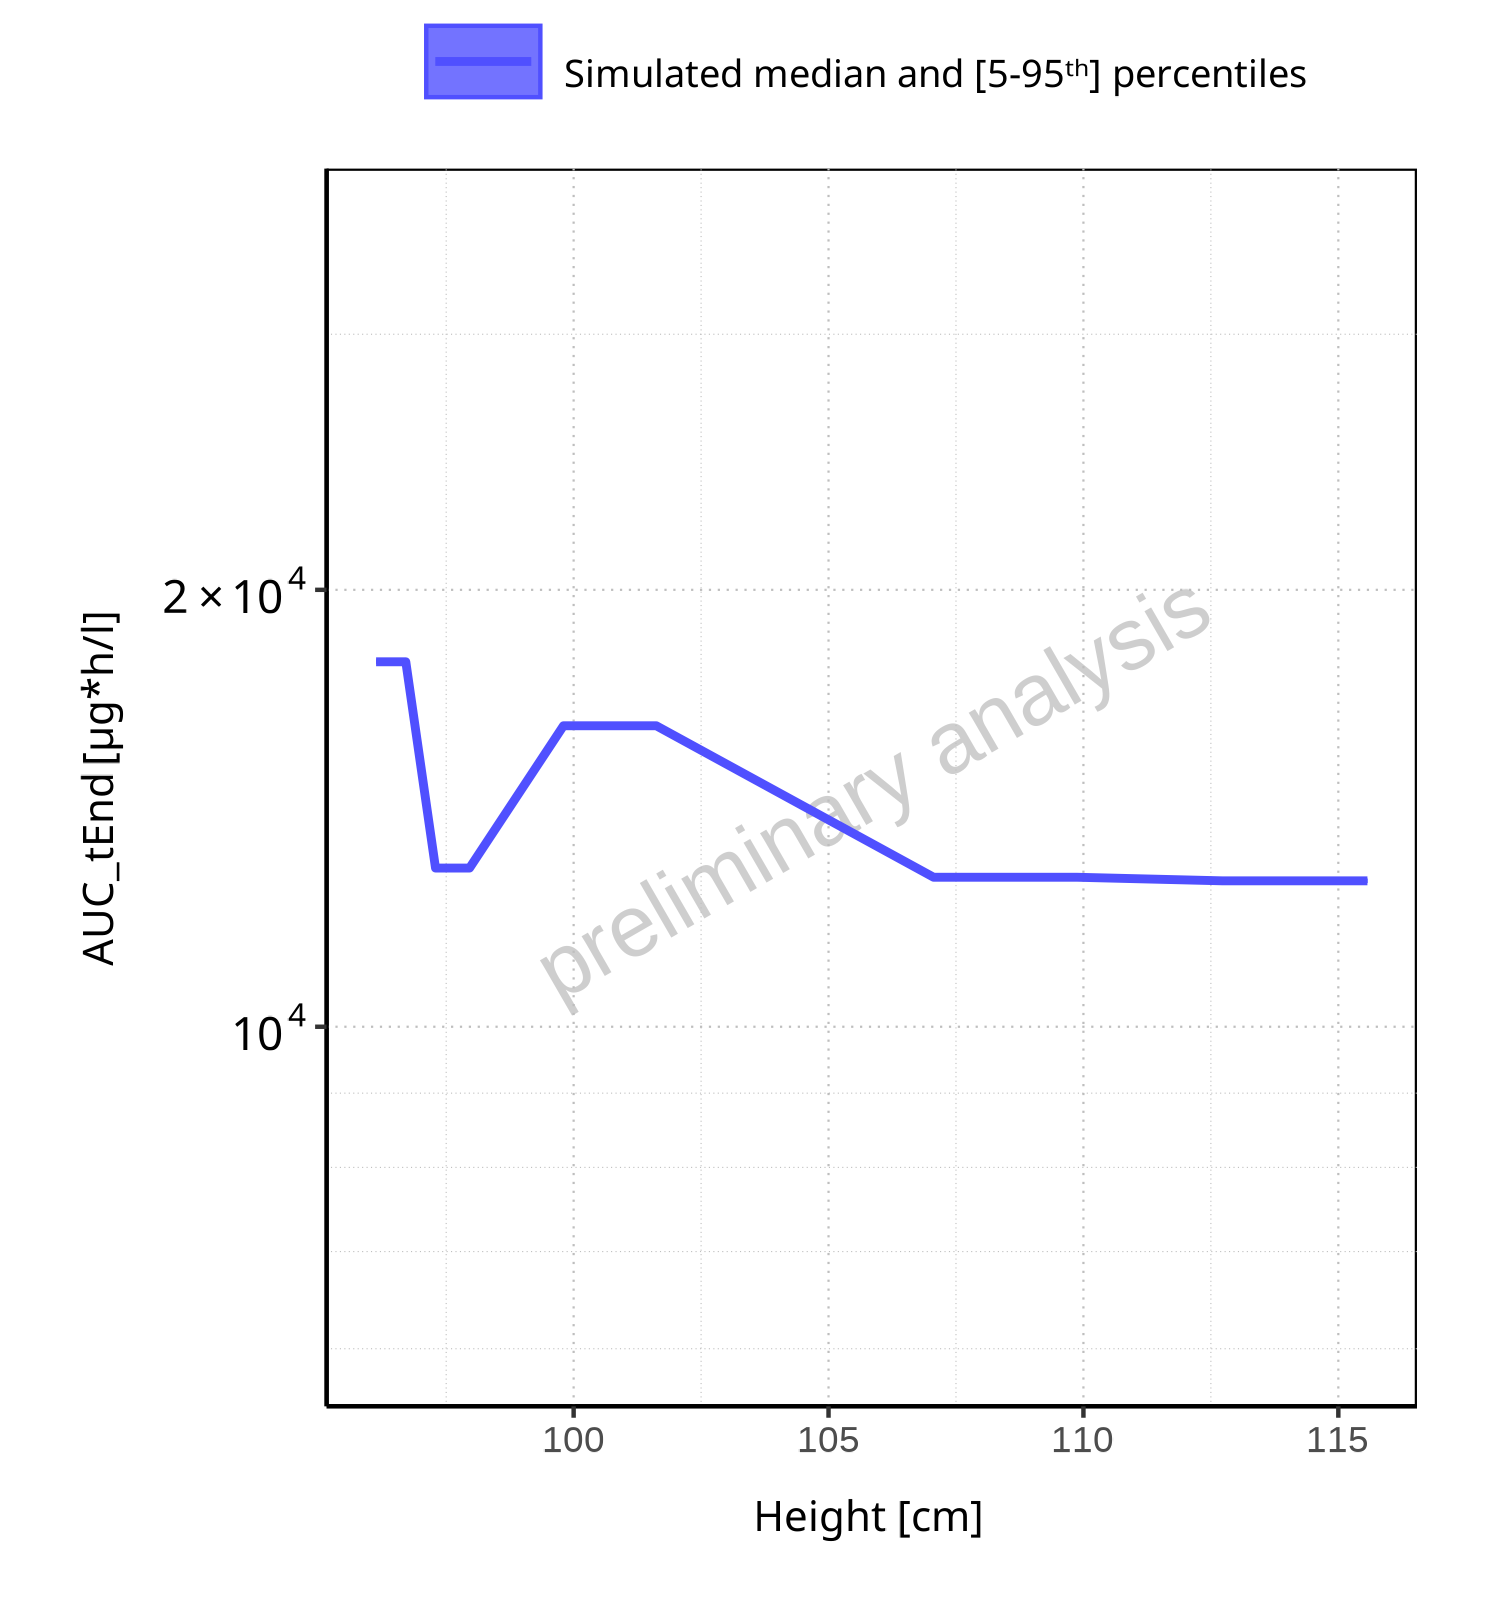 Simulated median and [5-95ᵗʰ] percentiles
AUC_tEnd [µg*h/l]
2 × 10⁴
10⁴
preliminary analysis
100 105 110 115
Height [cm]